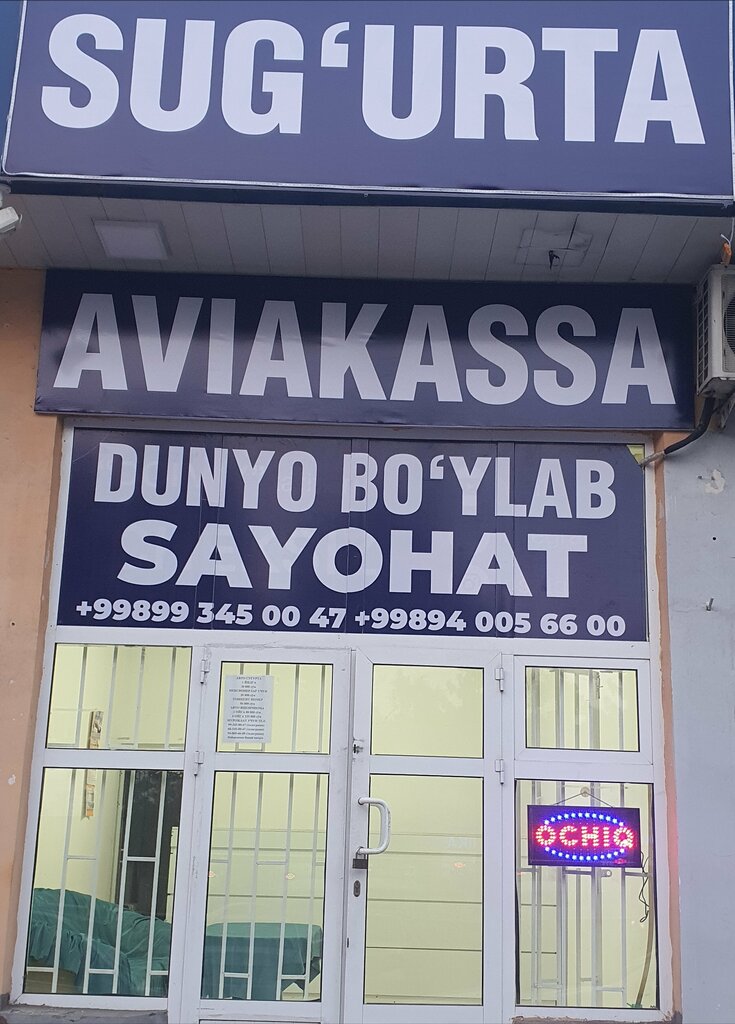 SUG‘URTA
AVIAKASSA
DUNYO BO‘YLAB
SAYOHAT
+99899 345 00 47 +99894 005 66 00
OCHIQ